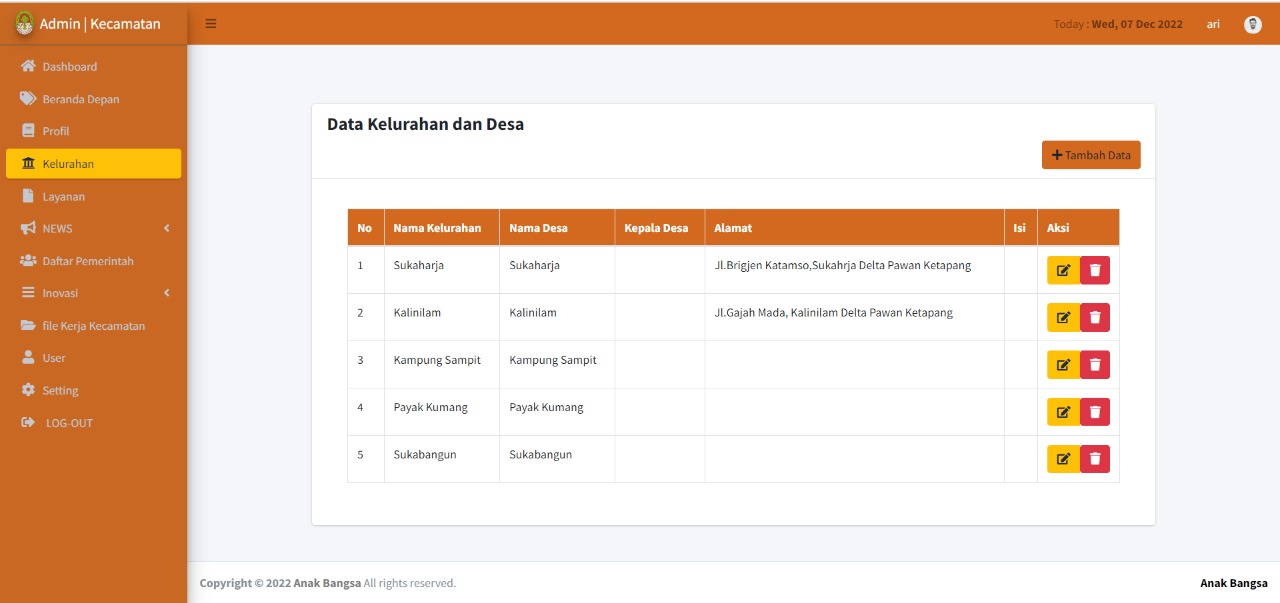 Admin | Kecamatan
Today : Wed, 07 Dec 2022 ari
Dashboard
Beranda Depan
Profil
Kelurahan
Layanan
NEWS
Daftar Pemerintah
Inovasi
file Kerja Kecamatan
User
Setting
LOG-OUT
Data Kelurahan dan Desa
Tambah Data
No Nama Kelurahan Nama Desa Kepala Desa Alamat Isi Aksi
1 Sukaharja Sukaharja Jl.Brigjen Katamso,Sukahrja Delta Pawan Ketapang
2 Kalinilam Kalinilam Jl.Gajah Mada, Kalinilam Delta Pawan Ketapang
3 Kampung Sampit Kampung Sampit
4 Payak Kumang Payak Kumang
5 Sukabangun Sukabangun
Copyright © 2022 Anak Bangsa All rights reserved. Anak Bangsa